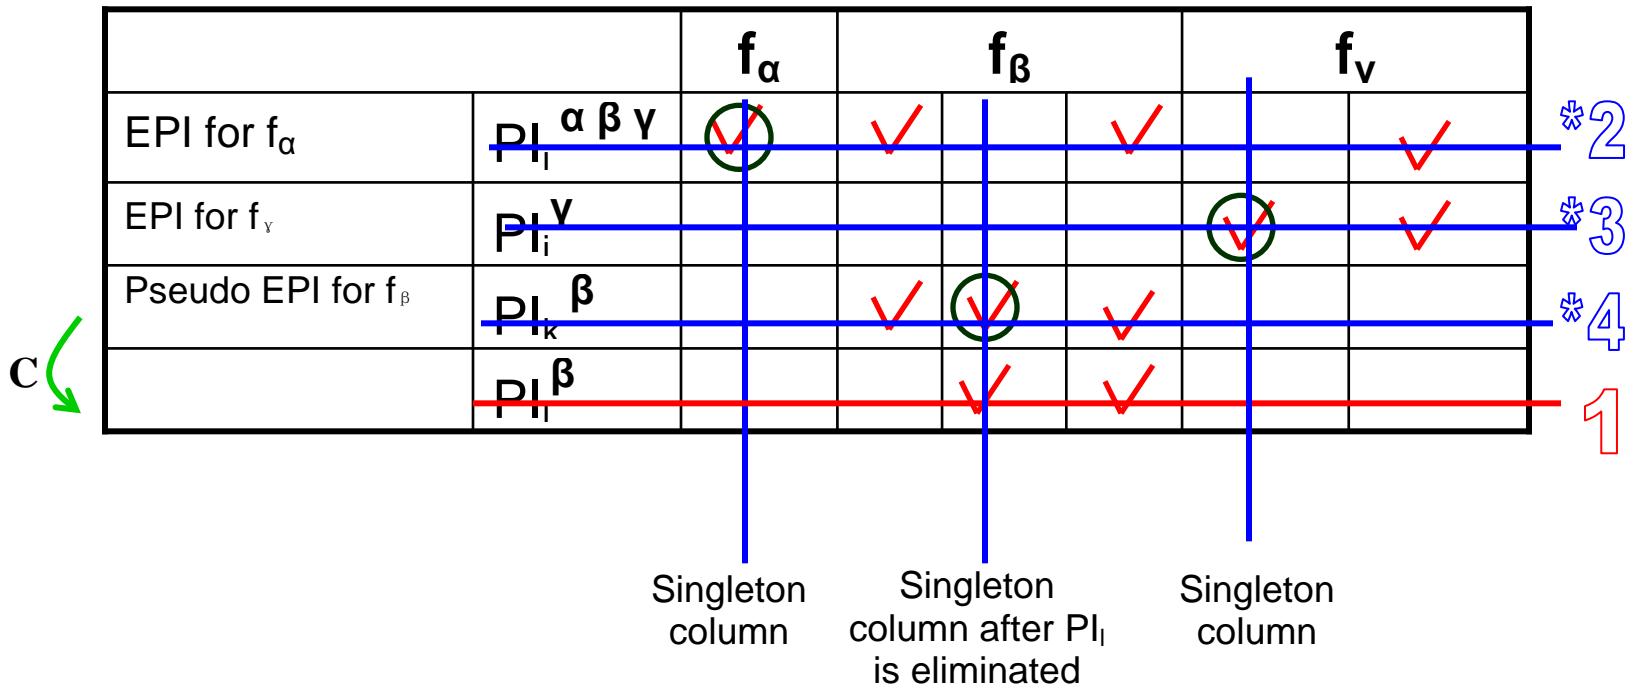 fα fβ fγ
EPI for fα PIi α β γ *2
EPI for fγ PIi γ *3
Pseudo EPI for fβ PIk β *4
C PIl β 1
Singleton column
Singleton column after PIl is eliminated
Singleton column